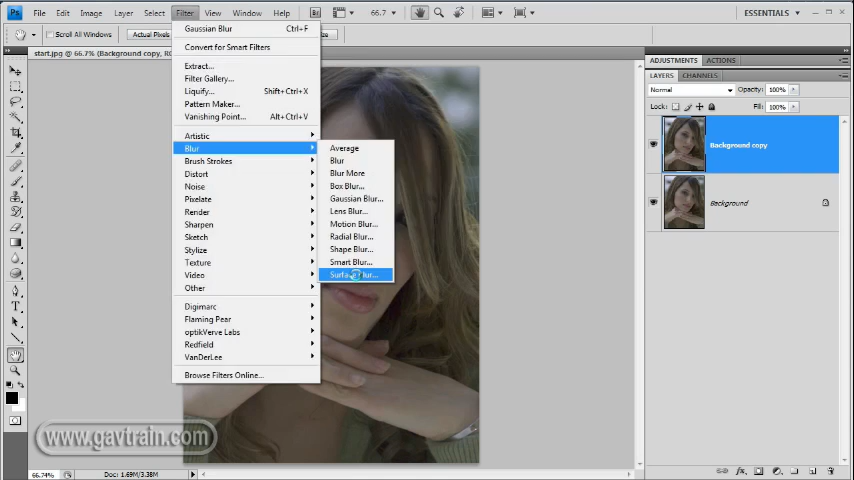 Ps File Edit Image Layer Select Filter View Window Help Br 66.7 ESSENTIALS
Scroll All Windows Actual Pixels
start.jpg @ 66.7% (Background copy, RG
Gaussian Blur Ctrl+F
Convert for Smart Filters
Extract...
Filter Gallery...
Liquify... Shift+Ctrl+X
Pattern Maker...
Vanishing Point... Alt+Ctrl+V
Artistic
Blur
Brush Strokes
Distort
Noise
Pixelate
Render
Sharpen
Sketch
Stylize
Texture
Video
Other
Digimarc
Flaming Pear
optikVerve Labs
Redfield
VanDerLee
Browse Filters Online...
Average
Blur
Blur More
Box Blur...
Gaussian Blur...
Lens Blur...
Motion Blur...
Radial Blur...
Shape Blur...
Smart Blur...
Surface Blur...
ADJUSTMENTS ACTIONS
LAYERS CHANNELS
Normal Opacity: 100%
Lock: Fill: 100%
Background copy
Background
www.gavtrain.com
66.74% Doc: 1.69M/3.38M